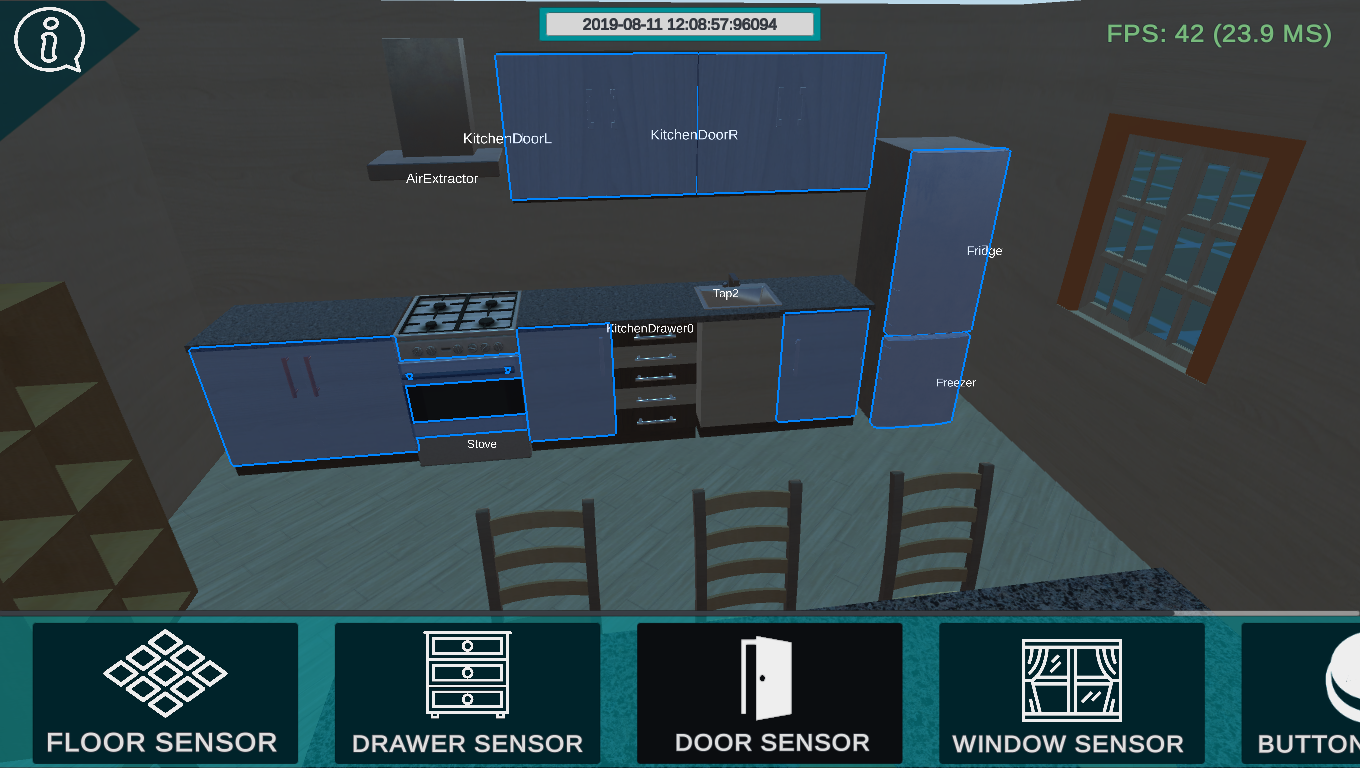 2019-08-11 12:08:57:96094
FPS: 42 (23.9 MS)
KitchenDoorL
KitchenDoorR
AirExtractor
Fridge
Tap2
KitchenDrawer0
Freezer
Stove
FLOOR SENSOR
DRAWER SENSOR
DOOR SENSOR
WINDOW SENSOR
BUTTON